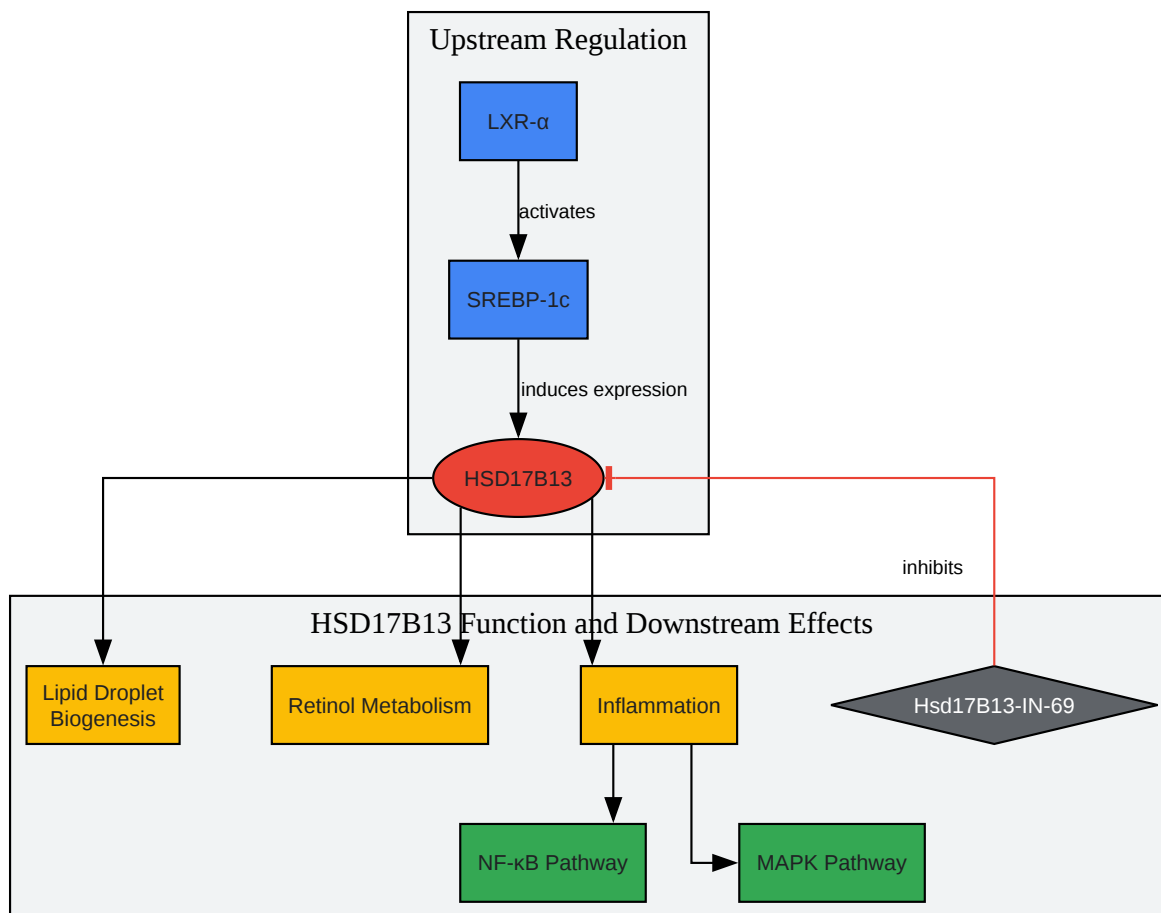 Upstream Regulation
LXR-α
activates
SREBP-1c
induces expression
HSD17B13
inhibits
HSD17B13 Function and Downstream Effects
Lipid Droplet
Biogenesis
Retinol Metabolism
Inflammation
Hsd17B13-IN-69
NF-κB Pathway
MAPK Pathway